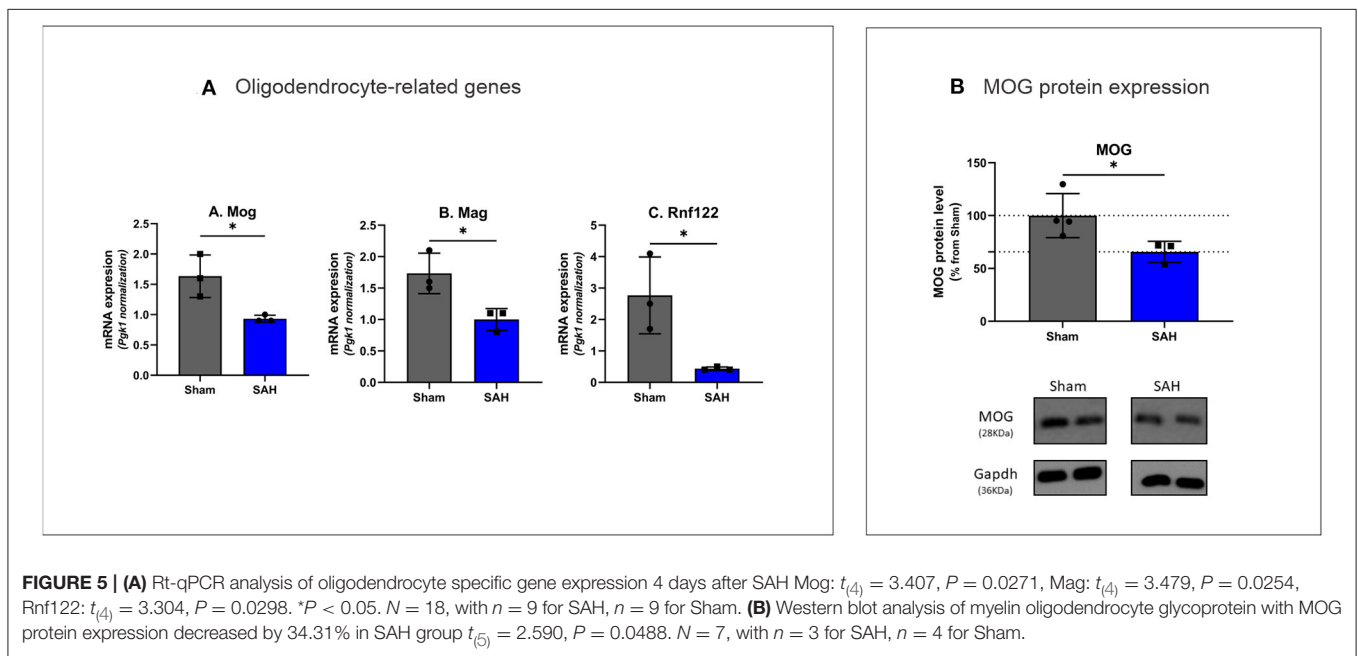 A Oligodendrocyte-related genes
A. Mog
*
mRNA expresion
(Pgk1 normalization)
2.5
2.0
1.5
1.0
0.5
0.0
Sham SAH
B. Mag
*
mRNA expresion
(Pgk1 normalization)
2.5
2.0
1.5
1.0
0.5
0.0
Sham SAH
C. Rnf122
*
mRNA expresion
(Pgk1 normalization)
5
4
3
2
1
0
Sham SAH
B MOG protein expression
MOG
*
MOG protein level
(% from Sham)
150
100
50
0
Sham SAH
Sham SAH
MOG
(28KDa)
Gapdh
(36KDa)
FIGURE 5 | (A) Rt-qPCR analysis of oligodendrocyte specific gene expression 4 days after SAH Mog: t(4) = 3.407, P = 0.0271, Mag: t(4) = 3.479, P = 0.0254,
Rnf122: t(4) = 3.304, P = 0.0298. *P < 0.05. N = 18, with n = 9 for SAH, n = 9 for Sham. (B) Western blot analysis of myelin oligodendrocyte glycoprotein with MOG
protein expression decreased by 34.31% in SAH group t(5) = 2.590, P = 0.0488. N = 7, with n = 3 for SAH, n = 4 for Sham.